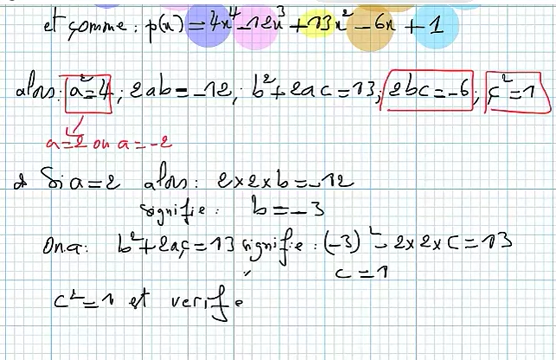 et comme : p(x) = 4x⁴ - 12x³ + 13x² - 6x + 1
alors : a² = 4 ; 2ab = -12 ; b² + 2ac = 13 ; 2bc = -6 ; c² = 1
a = 2 ou a = -2
Si a = 2 alors : 2×2×b = -12
signifie : b = -3
on a : b² + 2ac = 13 signifie : (-3)² - 2×2×c = 13
c = 1
c² = 1 et verifie